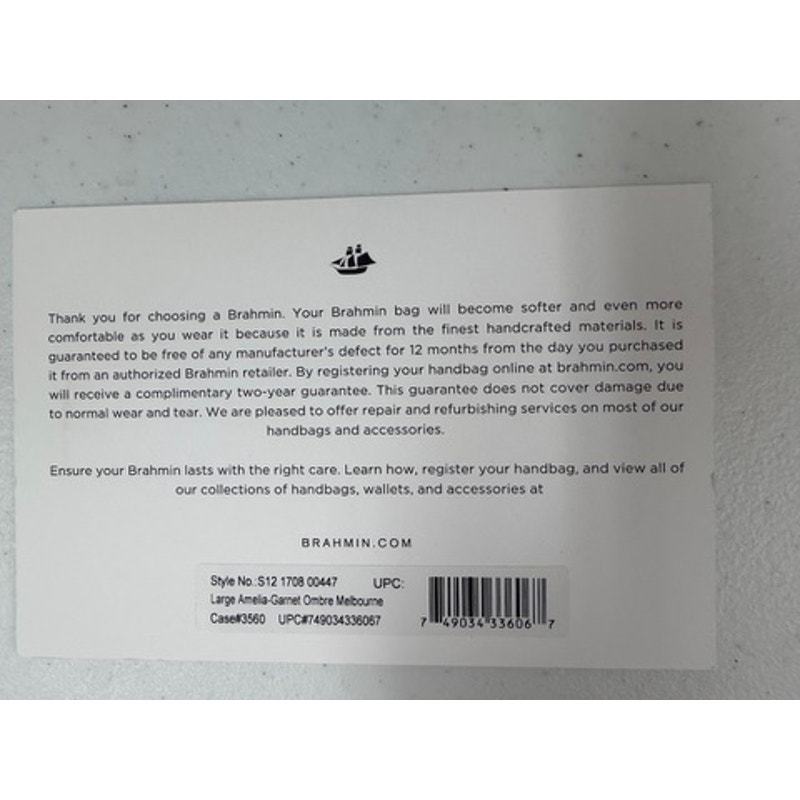 Thank you for choosing a Brahmin. Your Brahmin bag will become softer and even more
comfortable as you wear it because it is made from the finest handcrafted materials. It is
guaranteed to be free of any manufacturer's defect for 12 months from the day you purchased
it from an authorized Brahmin retailer. By registering your handbag online at brahmin.com, you
will receive a complimentary two-year guarantee. This guarantee does not cover damage due
to normal wear and tear. We are pleased to offer repair and refurbishing services on most of our
handbags and accessories.
Ensure your Brahmin lasts with the right care. Learn how, register your handbag, and view all of
our collections of handbags, wallets, and accessories at
BRAHMIN.COM
Style No.:S12 1708 00447 UPC:
Large Amelia-Garnet Ombre Melbourne
Case#3560 UPC#749034336067
7 49034 33606 7